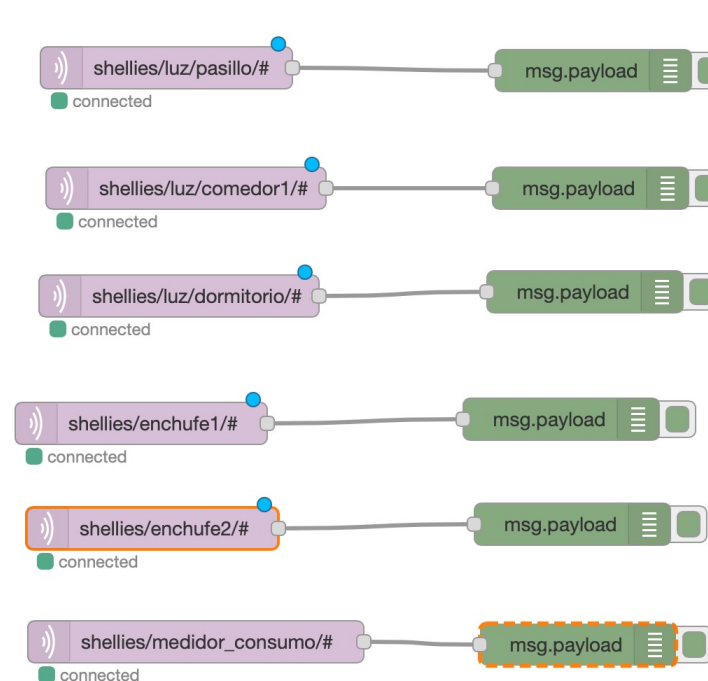 shellies/luz/pasillo/# msg.payload
connected
shellies/luz/comedor1/# msg.payload
connected
shellies/luz/dormitorio/# msg.payload
connected
shellies/enchufe1/# msg.payload
connected
shellies/enchufe2/# msg.payload
connected
shellies/medidor_consumo/# msg.payload
connected